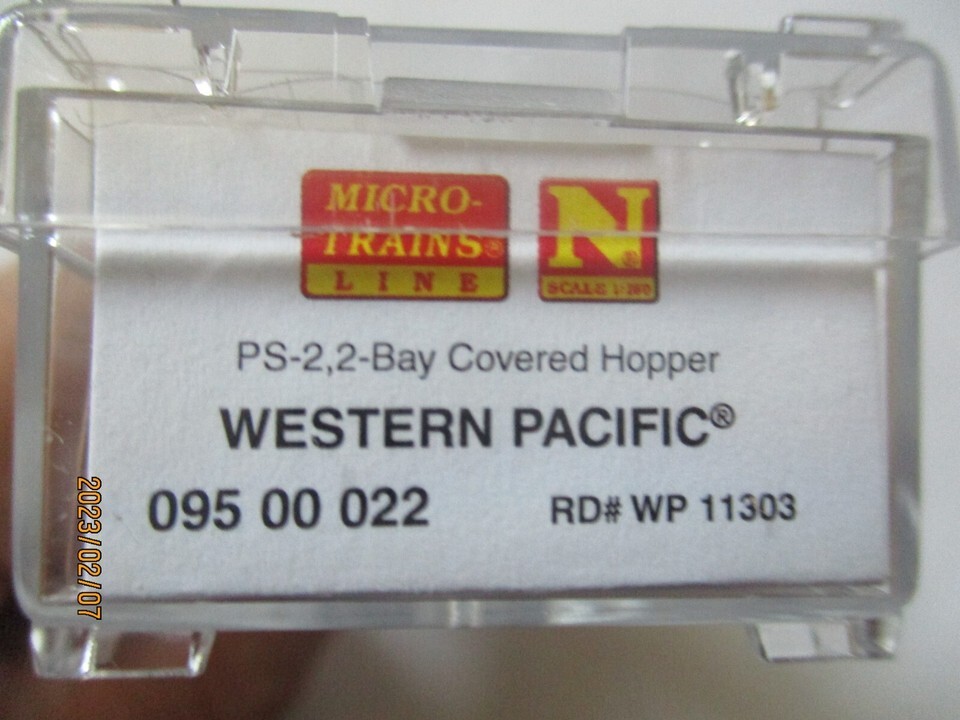 MICRO-
TRAINS®
LINE
N®
SCALE 1:160
PS-2,2-Bay Covered Hopper
WESTERN PACIFIC®
095 00 022
RD# WP 11303
2023/02/07